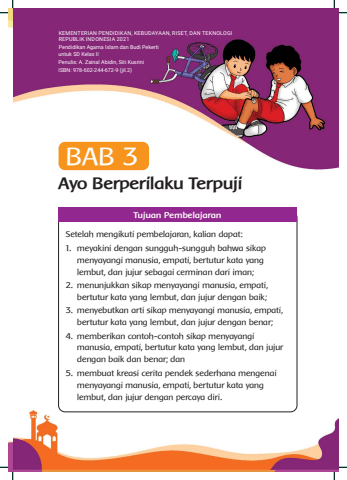 KEMENTERIAN PENDIDIKAN, KEBUDAYAAN, RISET, DAN TEKNOLOGI
REPUBLIK INDONESIA 2021
Pendidikan Agama Islam dan Budi Pekerti
untuk SD Kelas II
Penulis: A. Zainal Abidin, Siti Kusrini
ISBN: 978-602-244-672-9 (jil.2)
BAB 3
Ayo Berperilaku Terpuji
Tujuan Pembelajaran
Setelah mengikuti pembelajaran, kalian dapat:
1. meyakini dengan sungguh-sungguh bahwa sikap
menyayangi manusia, empati, bertutur kata yang
lembut, dan jujur sebagai cerminan dari iman;
2. menunjukkan sikap menyayangi manusia, empati,
bertutur kata yang lembut, dan jujur dengan baik;
3. menyebutkan arti sikap menyayangi manusia, empati,
bertutur kata yang lembut, dan jujur dengan benar;
4. memberikan contoh-contoh sikap menyayangi
manusia, empati, bertutur kata yang lembut, dan jujur
dengan baik dan benar; dan
5. membuat kreasi cerita pendek sederhana mengenai
menyayangi manusia, empati, bertutur kata yang
lembut, dan jujur dengan percaya diri.